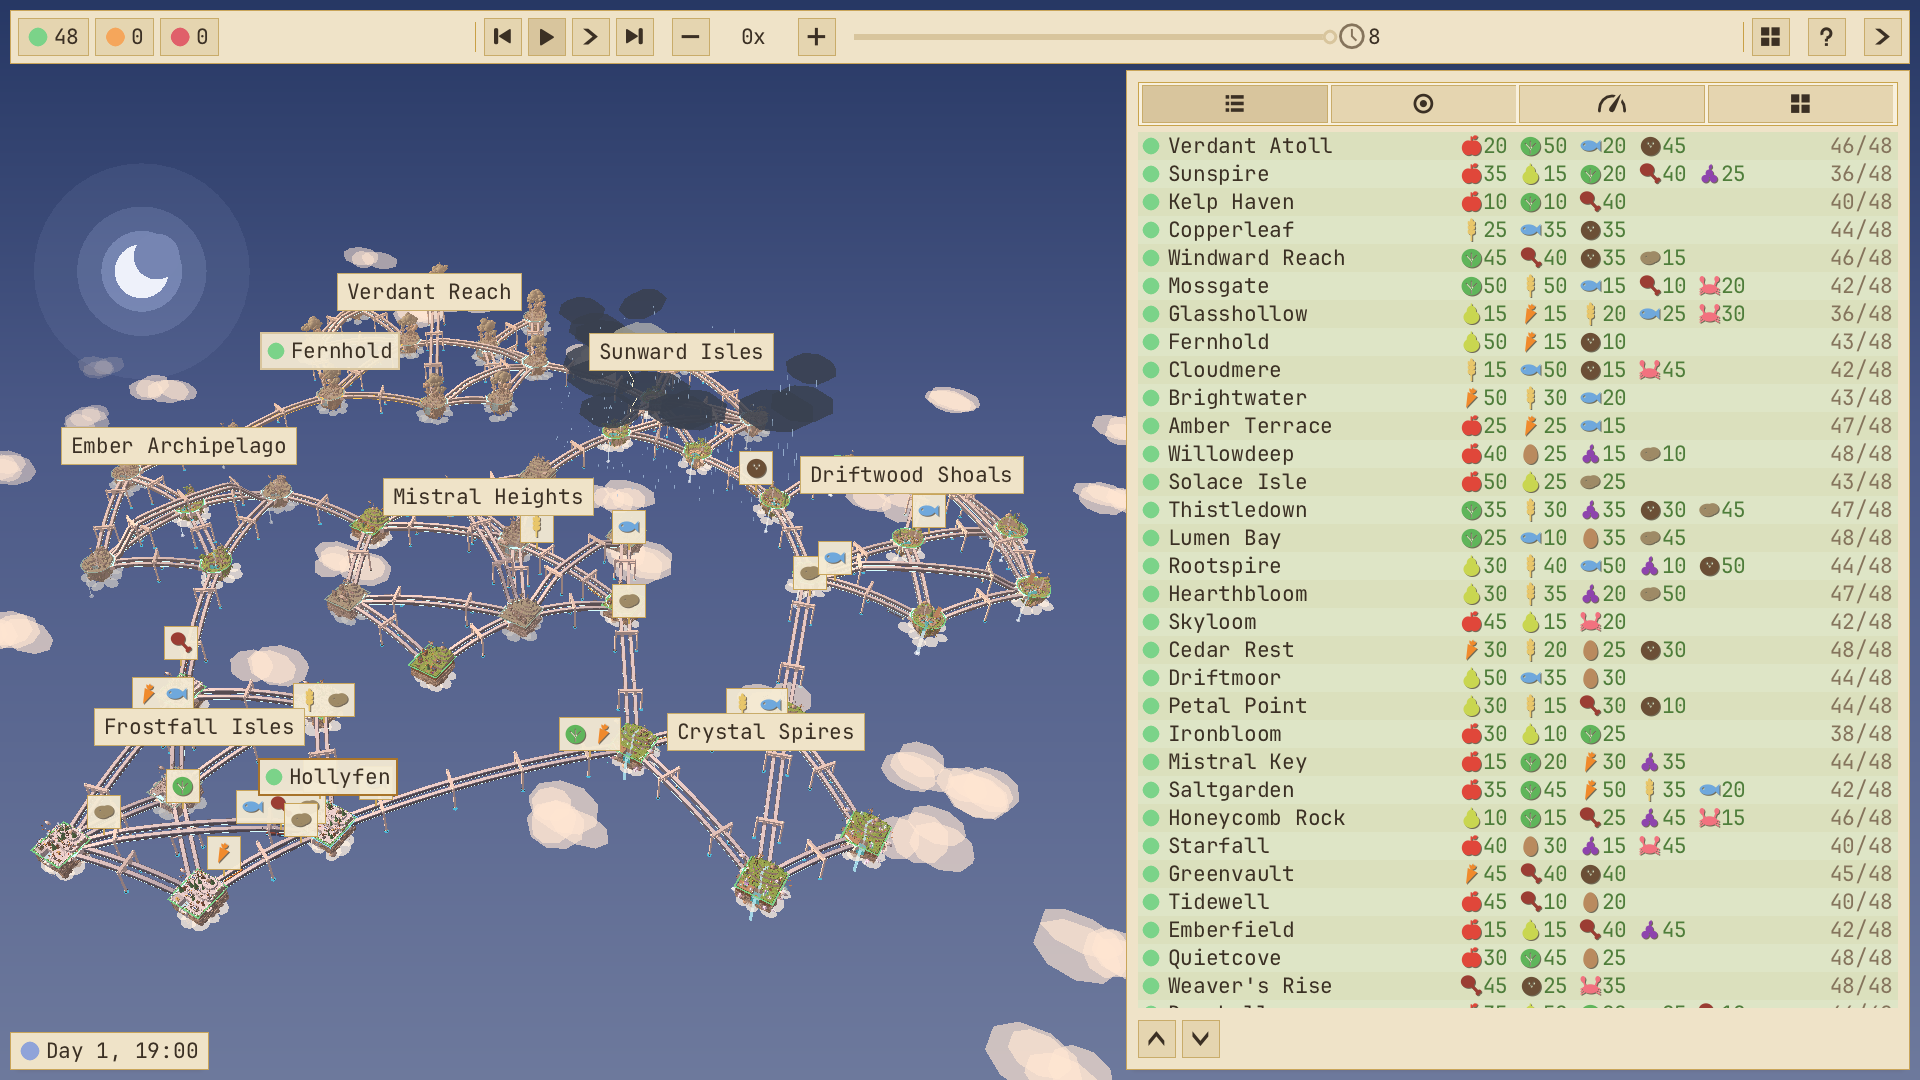 48 0 0 0x 8 ?
Verdant Reach
Fernhold
Sunward Isles
Ember Archipelago
Mistral Heights
Driftwood Shoals
Frostfall Isles
Crystal Spires
Hollyfen
Day 1, 19:00
Verdant Atoll 20 50 20 45 46/48
Sunspire 35 15 20 40 25 36/48
Kelp Haven 10 10 40 40/48
Copperleaf 25 35 35 44/48
Windward Reach 45 40 35 15 46/48
Mossgate 50 50 15 10 20 42/48
Glasshollow 15 15 20 25 30 36/48
Fernhold 50 15 10 43/48
Cloudmere 15 50 15 45 42/48
Brightwater 50 30 20 43/48
Amber Terrace 25 25 15 47/48
Willowdeep 40 25 15 10 48/48
Solace Isle 50 25 25 43/48
Thistledown 35 30 35 30 45 47/48
Lumen Bay 25 10 35 45 48/48
Rootspire 30 40 50 10 50 44/48
Hearthbloom 30 35 20 50 47/48
Skyloom 45 15 20 42/48
Cedar Rest 30 20 25 30 48/48
Driftmoor 50 35 30 44/48
Petal Point 30 15 30 10 44/48
Ironbloom 30 10 25 38/48
Mistral Key 15 20 30 35 44/48
Saltgarden 35 45 50 35 20 42/48
Honeycomb Rock 10 15 25 45 15 46/48
Starfall 40 30 15 45 40/48
Greenvault 45 40 40 45/48
Tidewell 45 10 20 40/48
Emberfield 15 15 40 45 42/48
Quietcove 30 45 25 48/48
Weaver's Rise 45 25 35 48/48